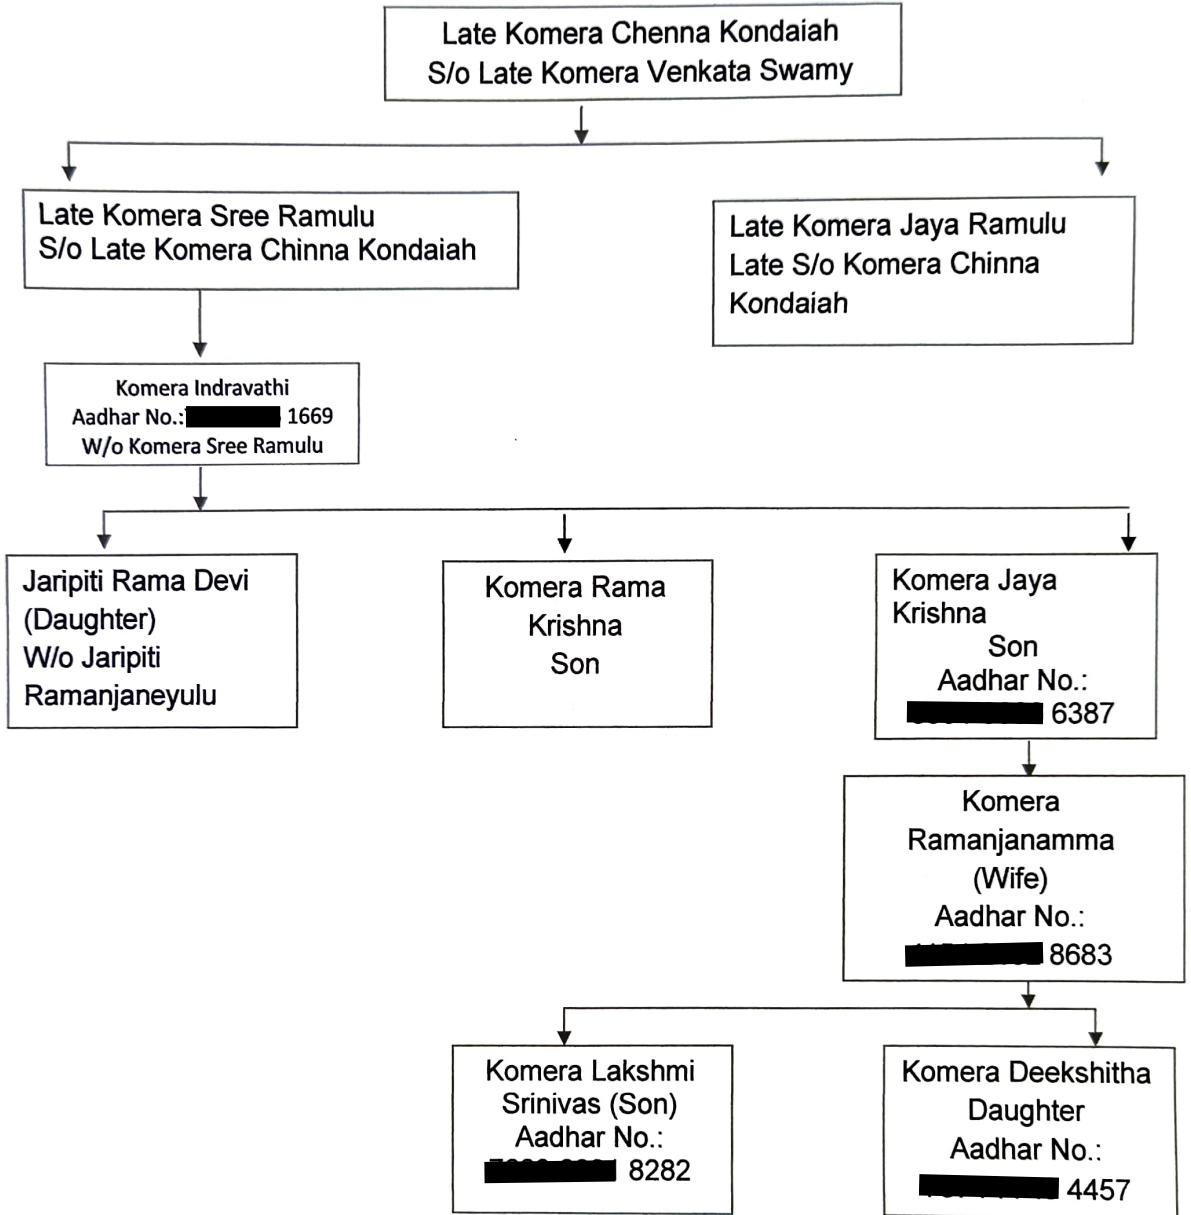 Late Komera Chenna Kondaiah
S/o Late Komera Venkata Swamy
Late Komera Sree Ramulu
S/o Late Komera Chinna Kondaiah
Late Komera Jaya Ramulu
Late S/o Komera Chinna
Kondaiah
Komera Indravathi
Aadhar No.: 1669
W/o Komera Sree Ramulu
Jaripiti Rama Devi
(Daughter)
W/o Jaripiti
Ramanjaneyulu
Komera Rama
Krishna
Son
Komera Jaya
Krishna
Son
Aadhar No.:
6387
Komera
Ramanjanamma
(Wife)
Aadhar No.:
8683
Komera Lakshmi
Srinivas (Son)
Aadhar No.:
8282
Komera Deekshitha
Daughter
Aadhar No.:
4457